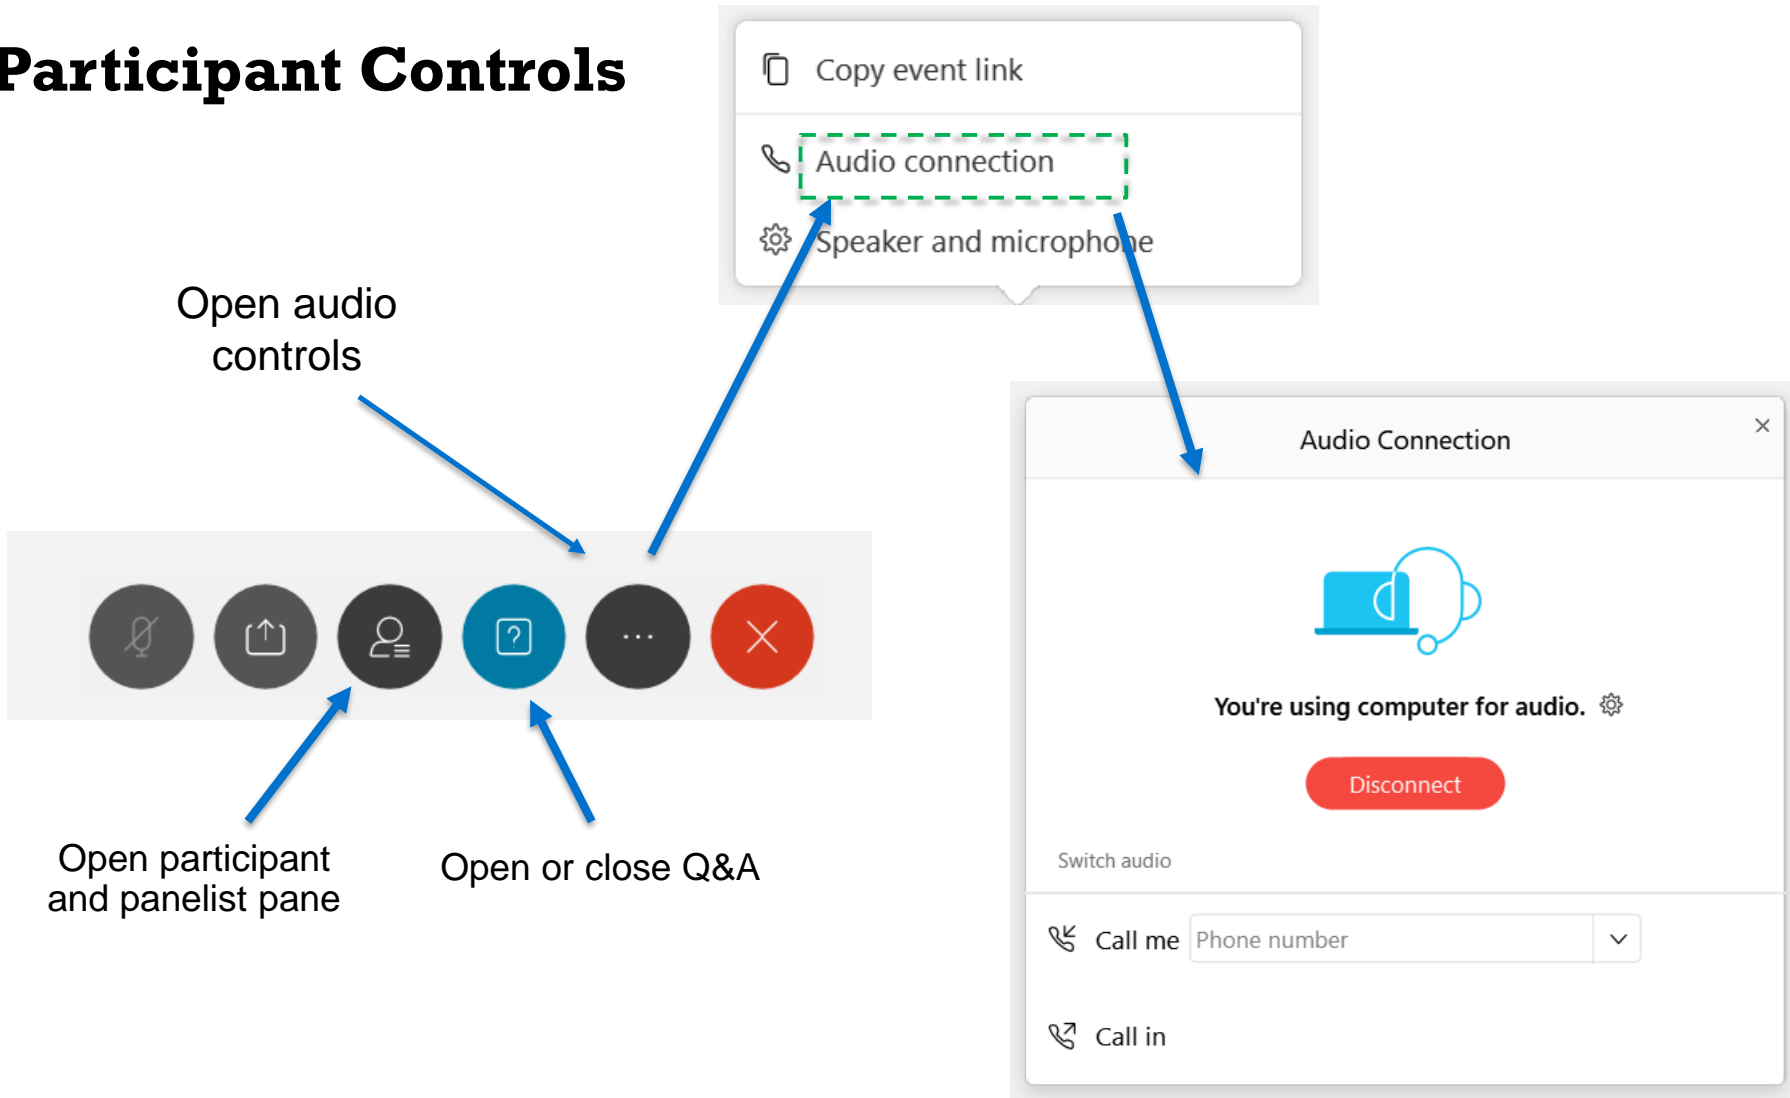 Participant Controls
Copy event link
Audio connection
Speaker and microphone
Open audio
controls
Open participant
and panelist pane
Open or close Q&A
Audio Connection
You're using computer for audio.
Disconnect
Switch audio
Call me Phone number
Call in